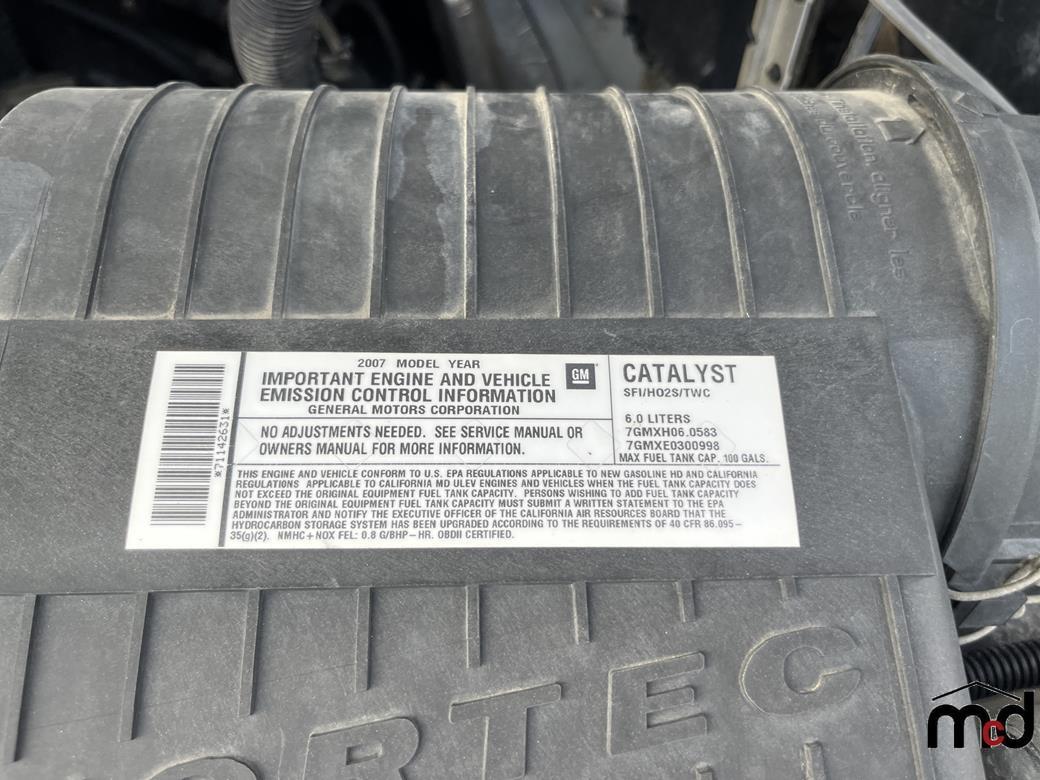 2007 MODEL YEAR
IMPORTANT ENGINE AND VEHICLE
EMISSION CONTROL INFORMATION
GENERAL MOTORS CORPORATION
GM
NO ADJUSTMENTS NEEDED. SEE SERVICE MANUAL OR
OWNERS MANUAL FOR MORE INFORMATION.
CATALYST
SFI/HO2S/TWC
6.0 LITERS
7GMXH06.0583
7GMXE0300998
MAX FUEL TANK CAP. 100 GALS.
*71142631*
THIS ENGINE AND VEHICLE CONFORM TO U.S. EPA REGULATIONS APPLICABLE TO NEW GASOLINE HD AND CALIFORNIA
REGULATIONS APPLICABLE TO CALIFORNIA MD ULEV ENGINES AND VEHICLES WHEN THE FUEL TANK CAPACITY DOES
NOT EXCEED THE ORIGINAL EQUIPMENT FUEL TANK CAPACITY. PERSONS WISHING TO ADD FUEL CAPACITY
BEYOND THE ORIGINAL EQUIPMENT FUEL TANK CAPACITY MUST SUBMIT A WRITTEN STATEMENT TO THE EPA
ADMINISTRATOR AND NOTIFY THE EXECUTIVE OFFICER OF THE CALIFORNIA AIR RESOURCES BOARD THAT THE
HYDROCARBON STORAGE SYSTEM HAS BEEN UPGRADED ACCORDING TO THE REQUIREMENTS OF 40 CFR 86.095-
35(g)(2). NMHC+NOX FEL: 0.8 G/BHP-HR. OBDII CERTIFIED.
ORTEC
mcd